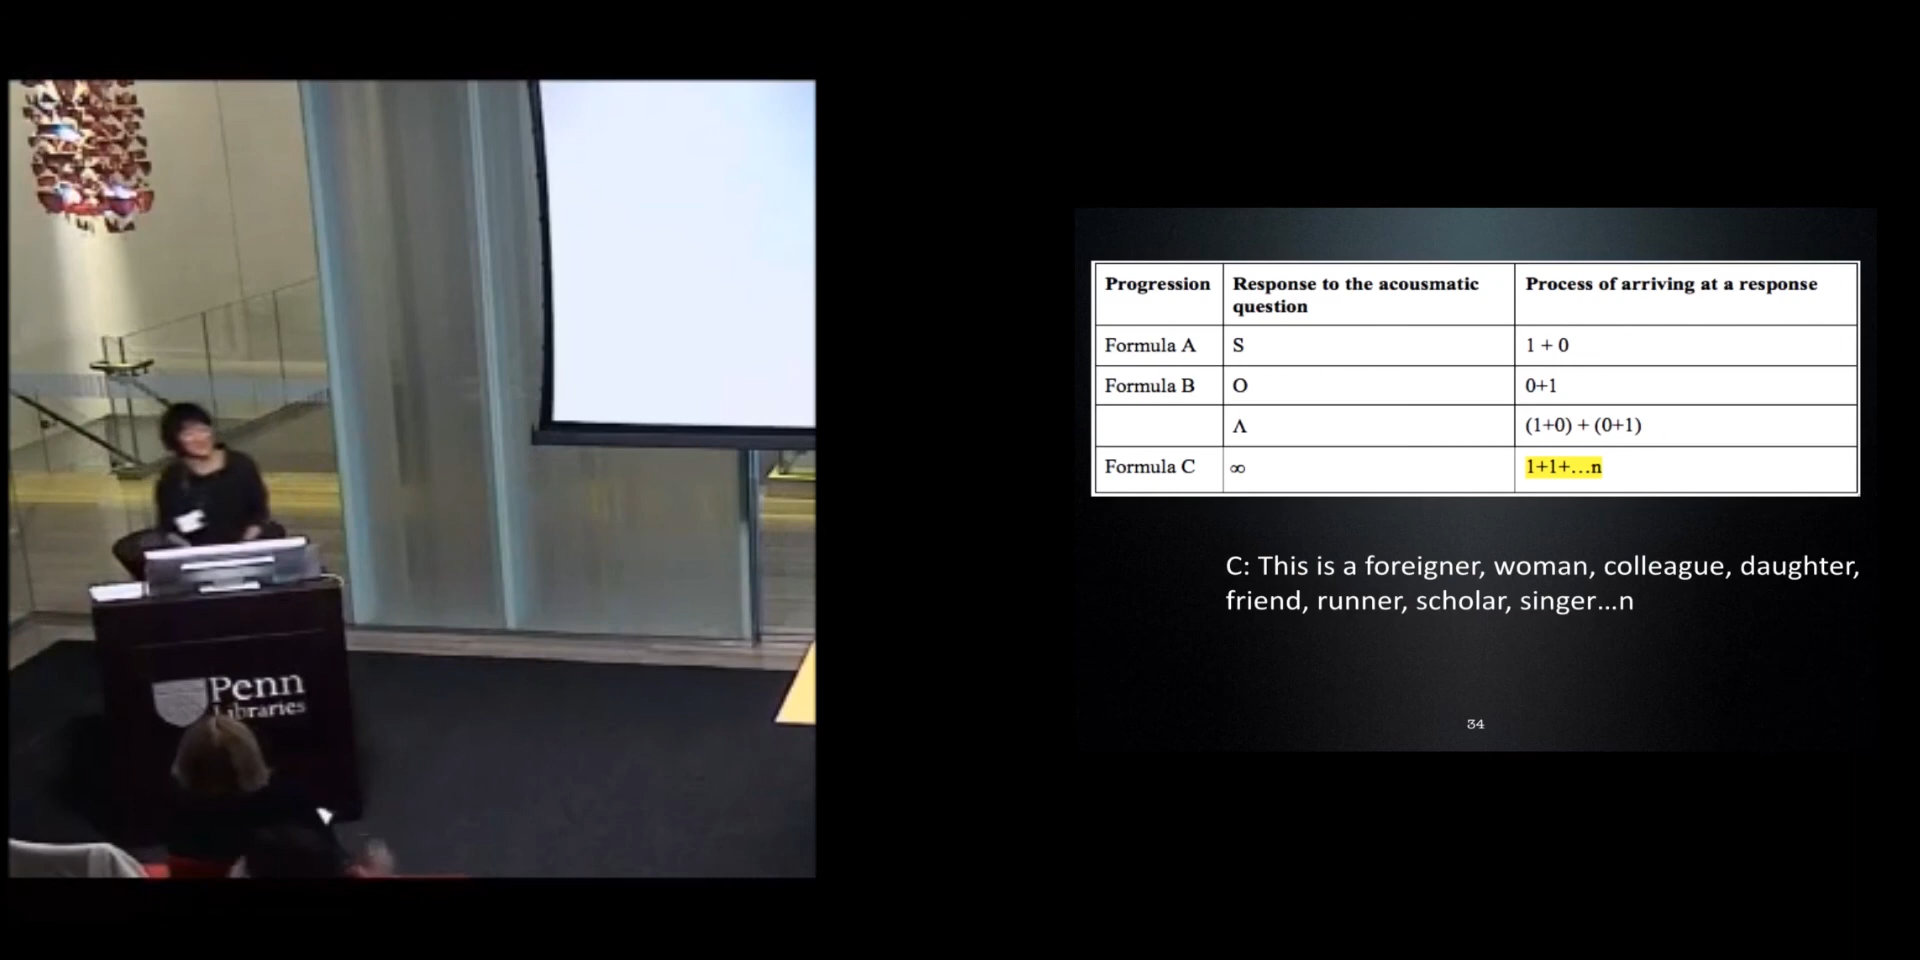 Penn
Libraries
Progression
Response to the acousmatic
question
Process of arriving at a response
Formula A
S
1 + 0
Formula B
O
0+1
Λ
(1+0) + (0+1)
Formula C
∞
1+1+…n
C: This is a foreigner, woman, colleague, daughter,
friend, runner, scholar, singer…n
34